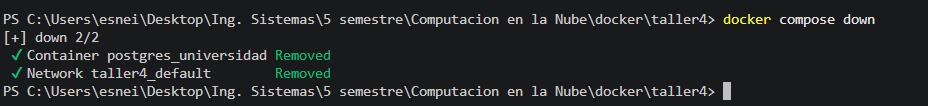 PS C:\Users\esnei\Desktop\Ing. Sistemas\5 semestre\Computacion en la Nube\docker\taller4> docker compose down
[+] down 2/2
✓ Container postgres_universidad Removed
✓ Network taller4_default Removed
PS C:\Users\esnei\Desktop\Ing. Sistemas\5 semestre\Computacion en la Nube\docker\taller4>